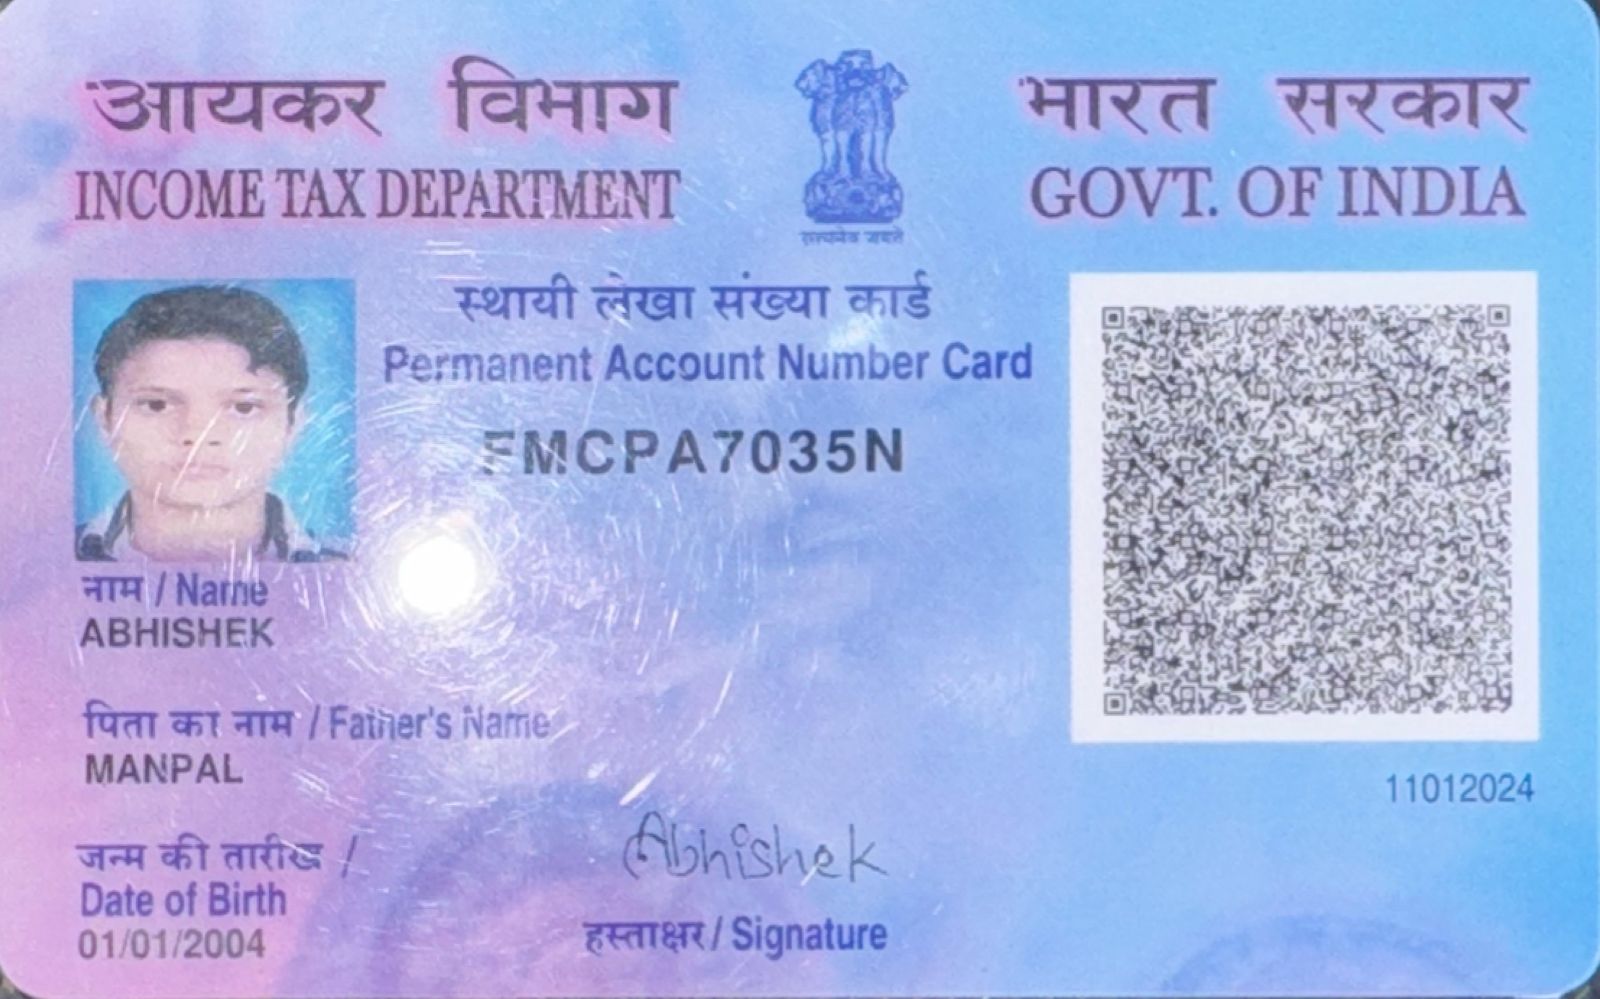 आयकर विभाग
INCOME TAX DEPARTMENT
सत्यमेव जयते
भारत सरकार
GOVT. OF INDIA
स्थायी लेखा संख्या कार्ड
Permanent Account Number Card
FMCPA7035N
नाम / Name
ABHISHEK
पिता का नाम / Father's Name
MANPAL
जन्म की तारीख /
Date of Birth
01/01/2004
Abhishek
हस्ताक्षर / Signature
11012024